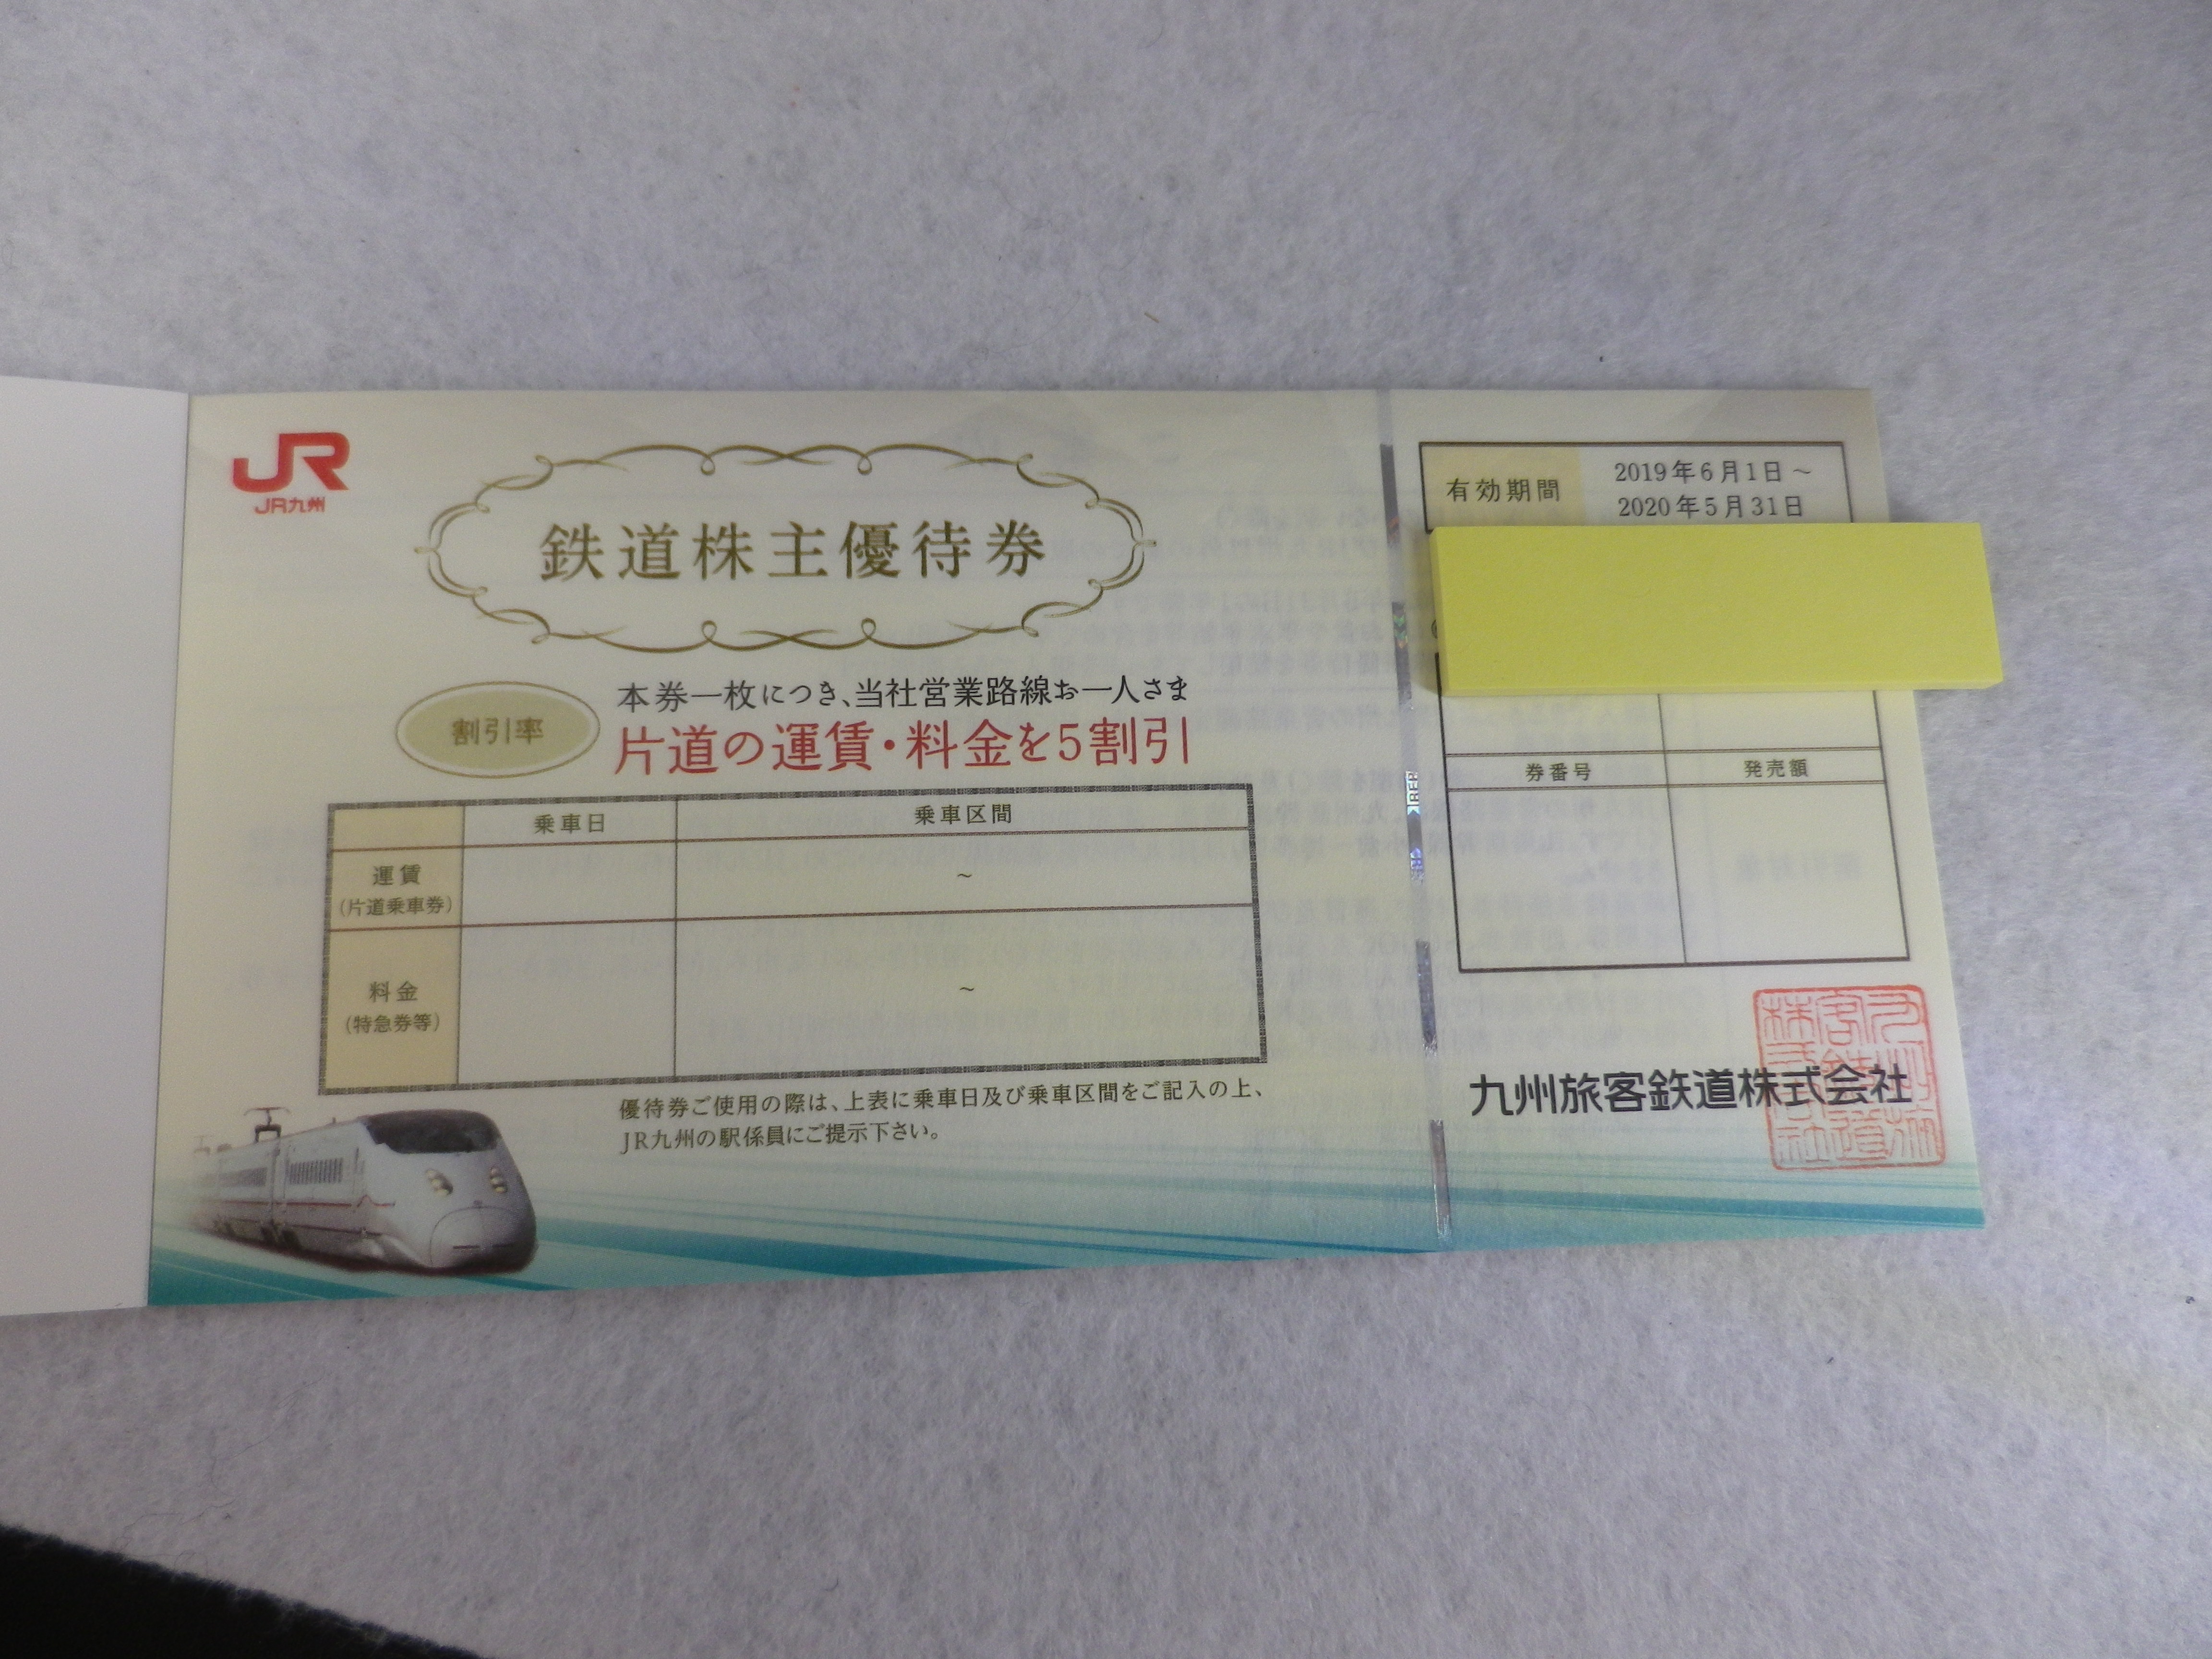 JR
JR九州
鉄道株主優待券
割引率
本券一枚につき、当社営業路線お一人さま
片道の運賃・料金を5割引
乗車日
乗車区間
運賃
(片道乗車券)
～
料金
(特急券等)
～
優待券ご使用の際は、上表に乗車日及び乗車区間をご記入の上、
JR九州の駅係員にご提示下さい。
有効期間
2019年6月1日～
2020年5月31日
券番号
発売額
九州旅客鉄道株式会社